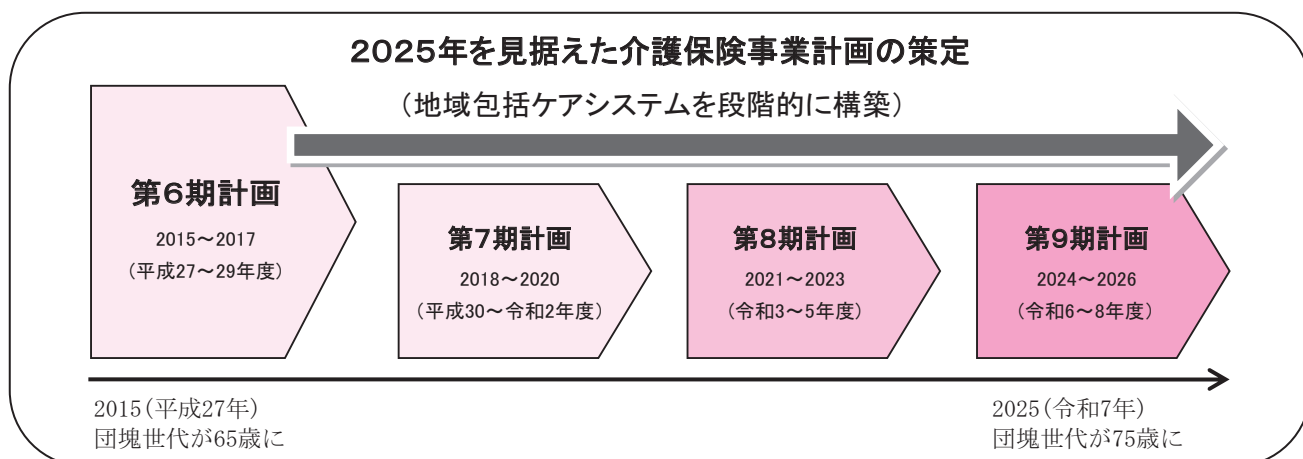 2025年を見据えた介護保険事業計画の策定
（地域包括ケアシステムを段階的に構築）
第6期計画
2015～2017
（平成27～29年度）
第7期計画
2018～2020
（平成30～令和2年度）
第8期計画
2021～2023
（令和3～5年度）
第9期計画
2024～2026
（令和6～8年度）
2015（平成27年）
団塊世代が65歳に
2025（令和7年）
団塊世代が75歳に